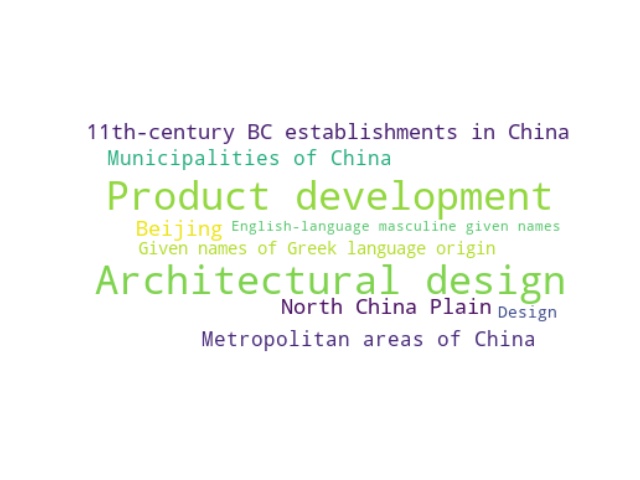 11th-century BC establishments in China
Municipalities of China
Product development
Beijing English-language masculine given names
Given names of Greek language origin
Architectural design
North China Plain Design
Metropolitan areas of China